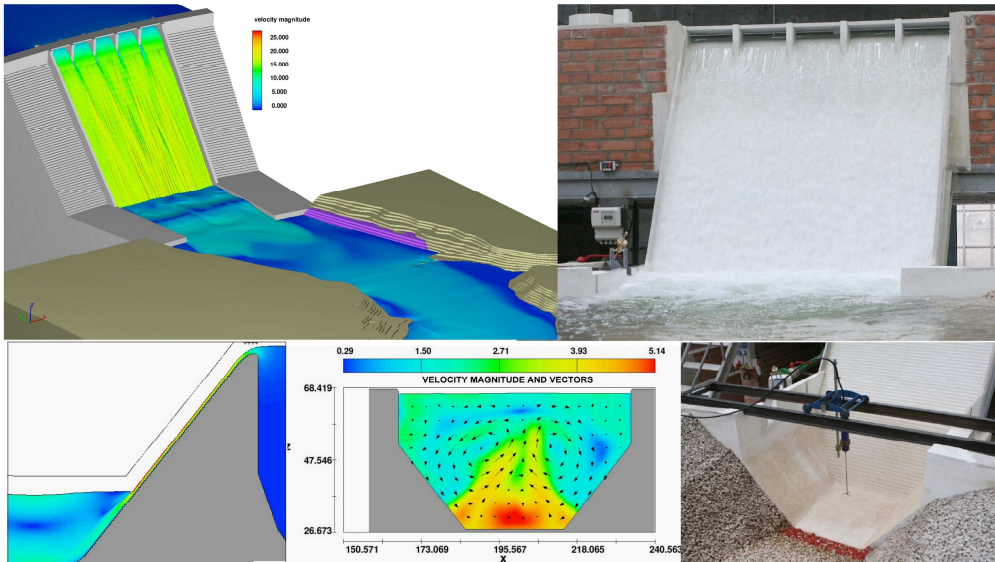 velocity magnitude
25.000
20.000
15.000
10.000
5.000
0.000
z
x
0.29 1.50 2.71 3.93 5.14
VELOCITY MAGNITUDE AND VECTORS
68.419
47.546
26.673
150.571 173.069 195.567 218.065 240.563
X